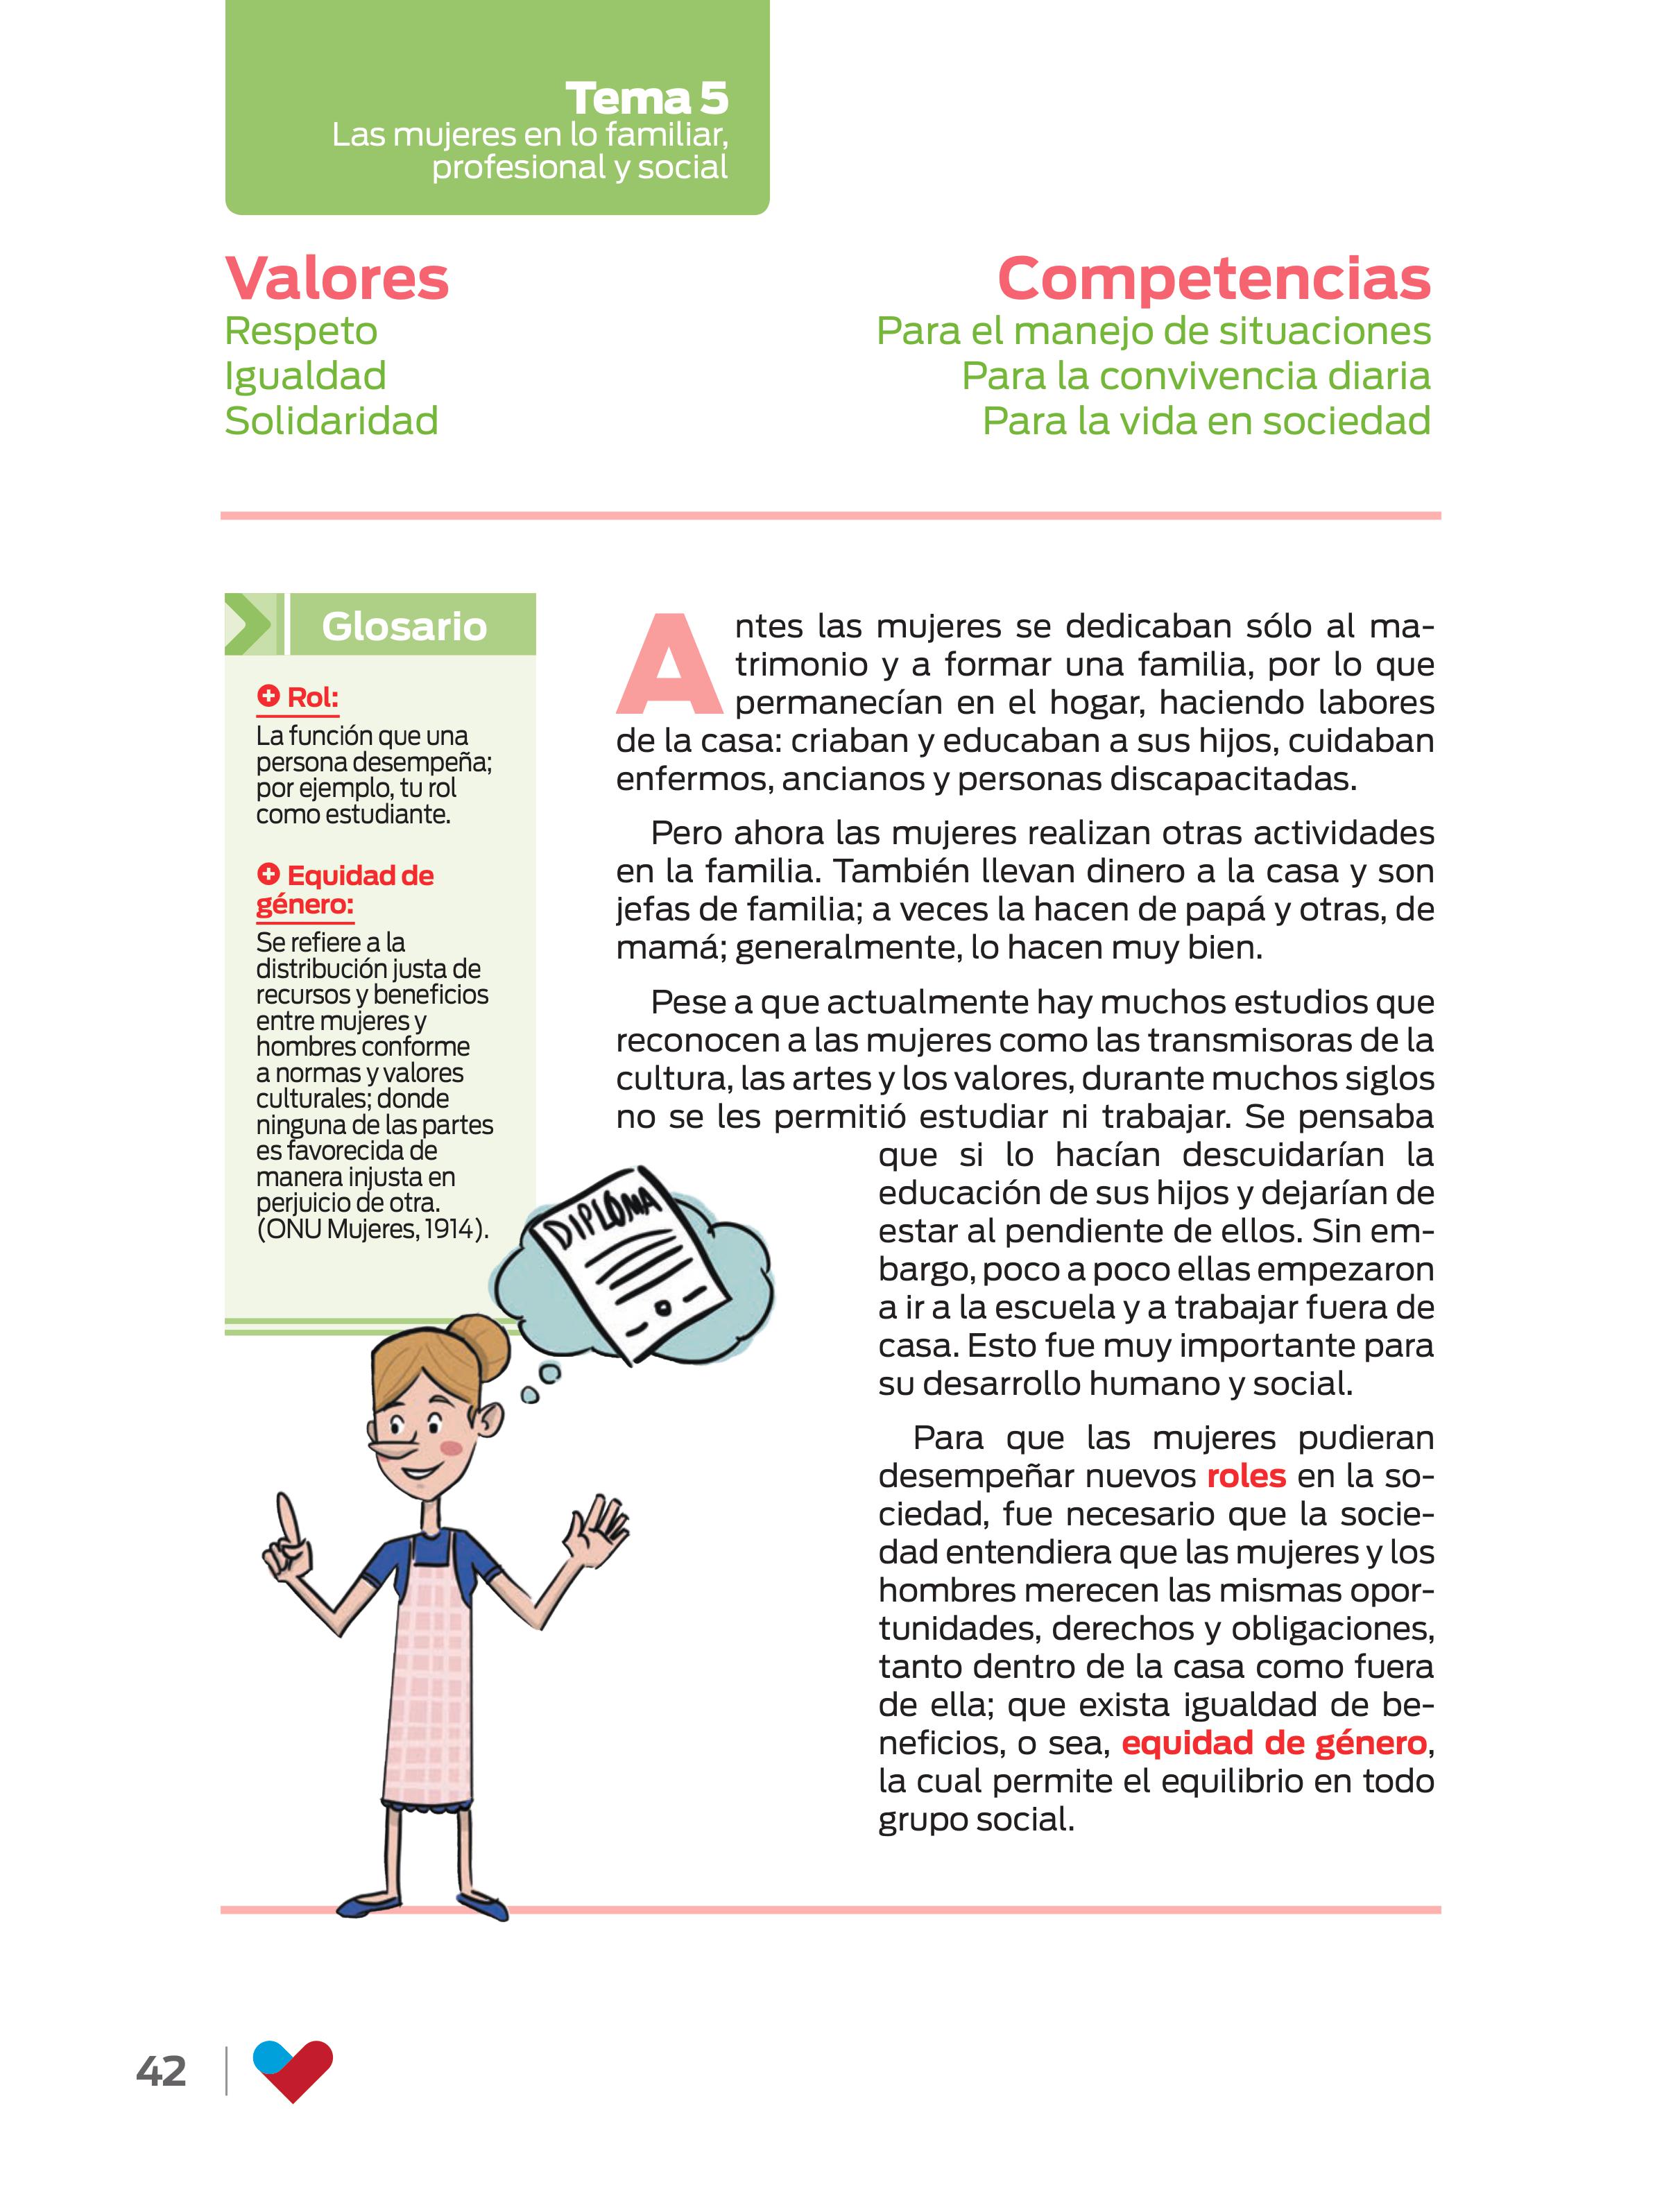 Tema 5
Las mujeres en lo familiar,
profesional y social
Valores
Respeto
Igualdad
Solidaridad
Competencias
Para el manejo de situaciones
Para la convivencia diaria
Para la vida en sociedad
Glosario
Rol:
La función que una
persona desempeña;
por ejemplo, tu rol
como estudiante.
Equidad de
género:
Se refiere a la
distribución justa de
recursos y beneficios
entre mujeres y
hombres conforme
a normas y valores
culturales; donde
ninguna de las partes
es favorecida de
manera injusta en
perjuicio de otra.
(ONU Mujeres, 1914).
DIPLOMA
Antes las mujeres se dedicaban sólo al ma-
trimonio y a formar una familia, por lo que
permanecían en el hogar, haciendo labores
de la casa: criaban y educaban a sus hijos, cuidaban
enfermos, ancianos y personas discapacitadas.
Pero ahora las mujeres realizan otras actividades
en la familia. También llevan dinero a la casa y son
jefas de familia; a veces la hacen de papá y otras, de
mamá; generalmente, lo hacen muy bien.
Pese a que actualmente hay muchos estudios que
reconocen a las mujeres como las transmisoras de la
cultura, las artes y los valores, durante muchos siglos
no se les permitió estudiar ni trabajar. Se pensaba
que si lo hacían descuidarían la
educación de sus hijos y dejarían de
estar al pendiente de ellos. Sin em-
bargo, poco a poco ellas empezaron
a ir a la escuela y a trabajar fuera de
casa. Esto fue muy importante para
su desarrollo humano y social.
Para que las mujeres pudieran
desempeñar nuevos roles en la so-
ciedad, fue necesario que la socie-
dad entendiera que las mujeres y los
hombres merecen las mismas opor-
tunidades, derechos y obligaciones,
tanto dentro de la casa como fuera
de ella; que exista igualdad de be-
neficios, o sea, equidad de género,
la cual permite el equilibrio en todo
grupo social.
42